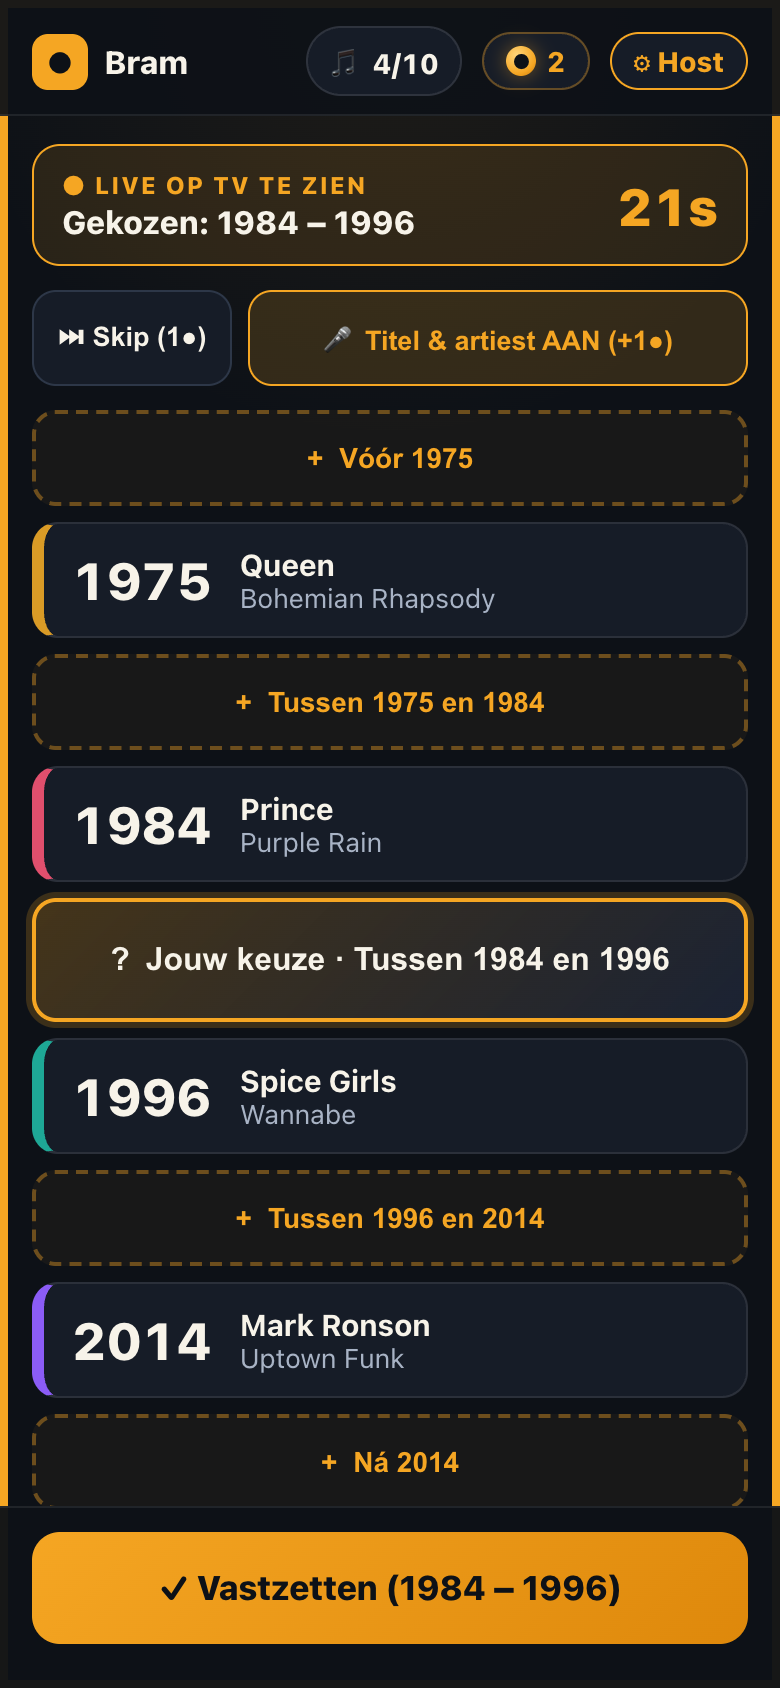 Bram
🎵 4/10
2
⚙ Host
● LIVE OP TV TE ZIEN
Gekozen: 1984 – 1996
21s
⏭ Skip (1●)
🎤 Titel & artiest AAN (+1●)
+ Vóór 1975
1975
Queen
Bohemian Rhapsody
+ Tussen 1975 en 1984
1984
Prince
Purple Rain
? Jouw keuze · Tussen 1984 en 1996
1996
Spice Girls
Wannabe
+ Tussen 1996 en 2014
2014
Mark Ronson
Uptown Funk
+ Ná 2014
✓ Vastzetten (1984 – 1996)